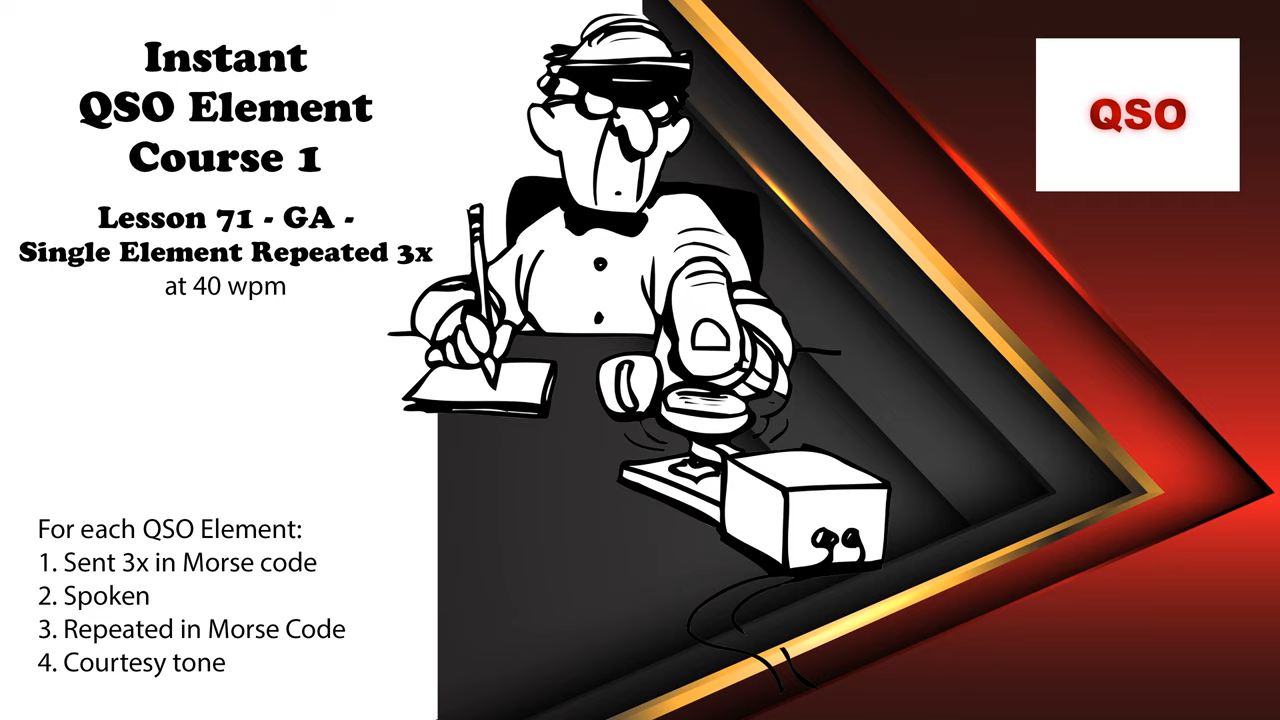 Instant
QSO Element
Course 1
Lesson 71 - GA -
Single Element Repeated 3x
at 40 wpm
QSO
For each QSO Element:
1. Sent 3x in Morse code
2. Spoken
3. Repeated in Morse Code
4. Courtesy tone